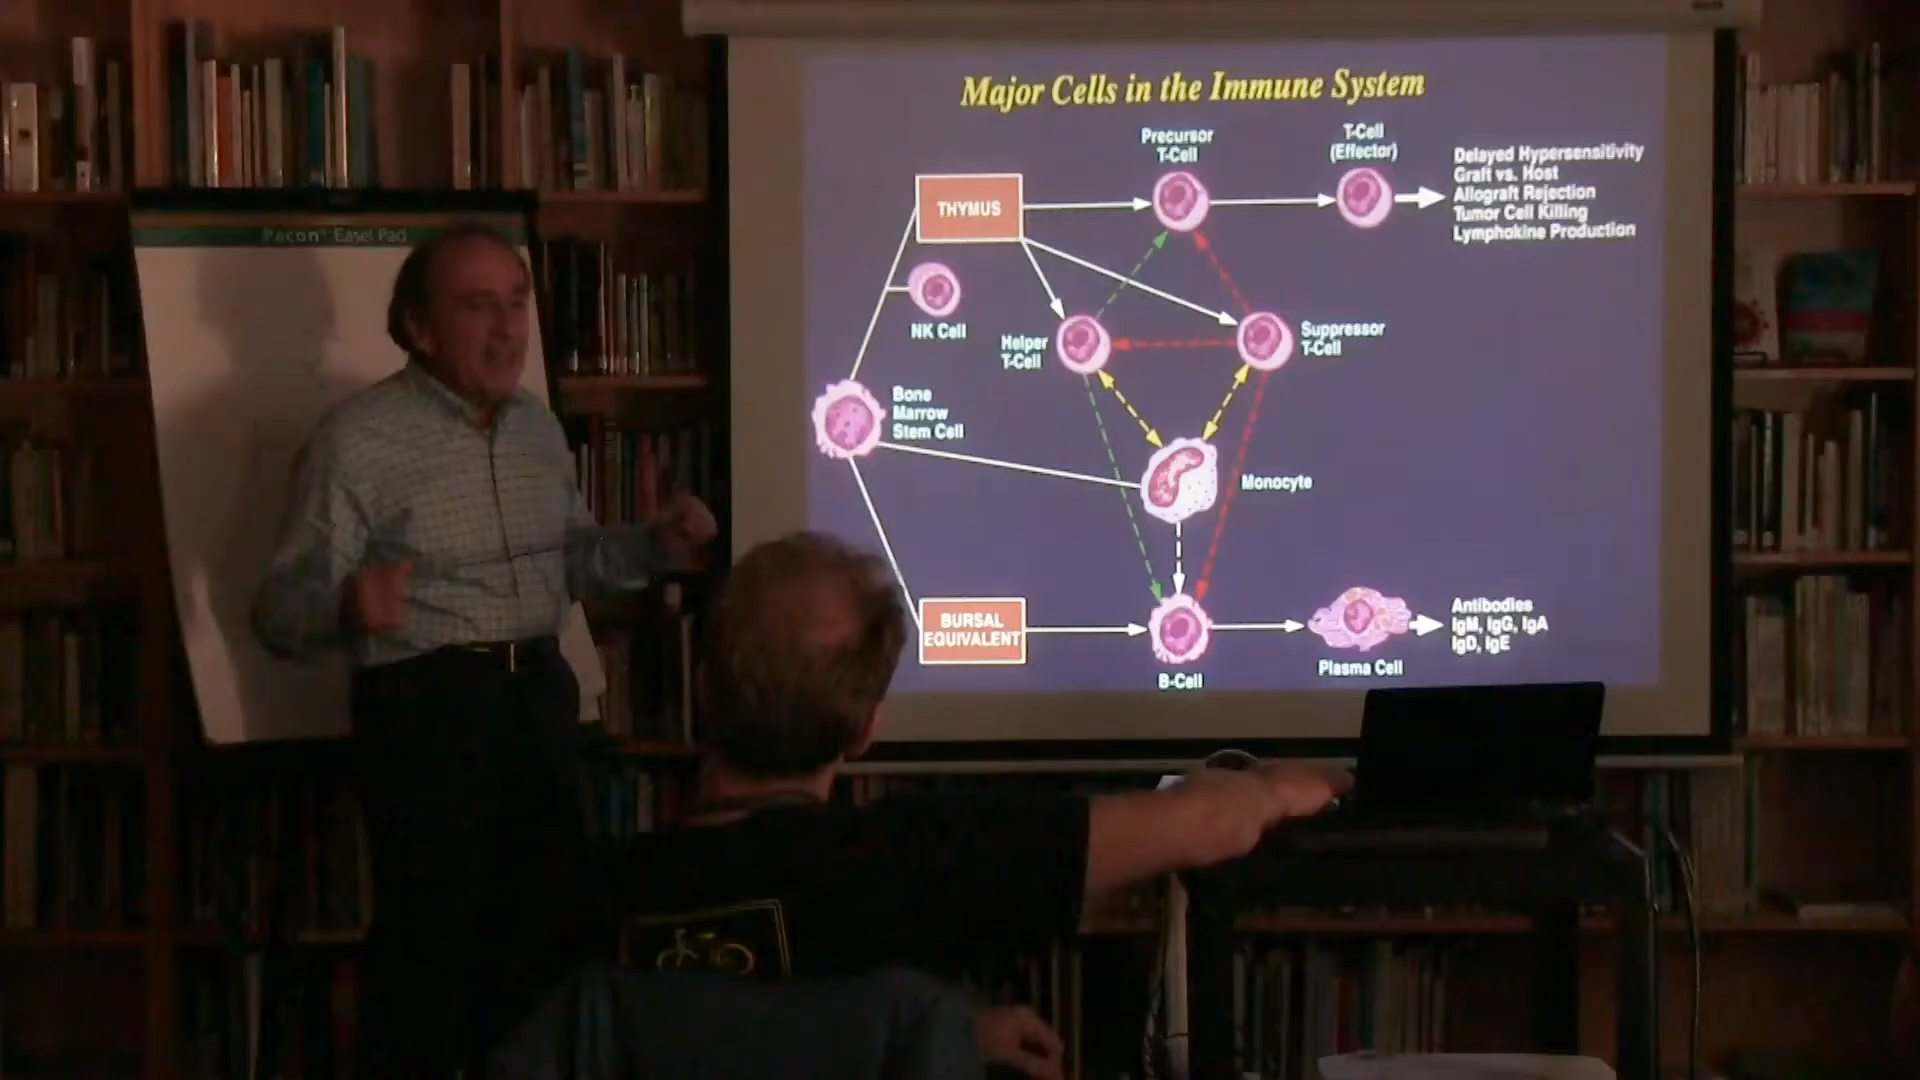 Major Cells in the Immune System
Precursor
T-Cell
T-Cell
(Effector)
Delayed Hypersensitivity
Graft vs. Host
Allograft Rejection
Tumor Cell Killing
Lymphokine Production
THYMUS
NK Cell
Helper
T-Cell
Suppressor
T-Cell
Bone
Marrow
Stem Cell
Monocyte
BURSAL
EQUIVALENT
B-Cell
Plasma Cell
Antibodies
IgM, IgG, IgA
IgD, IgE
Pacon® Easel Pad